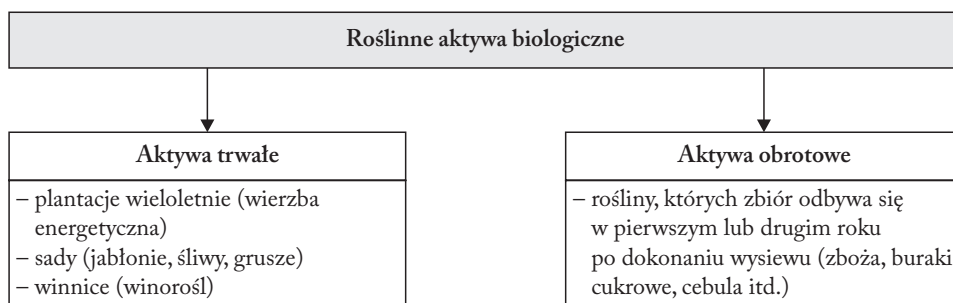 Roślinne aktywa biologiczne
Aktywa trwałe
– plantacje wieloletnie (wierzba
energetyczna)
– sady (jabłonie, śliwy, grusze)
– winnice (winorośl)
Aktywa obrotowe
– rośliny, których zbiór odbywa się
w pierwszym lub drugim roku
po dokonaniu wysiewu (zboża, buraki
cukrowe, cebula itd.)